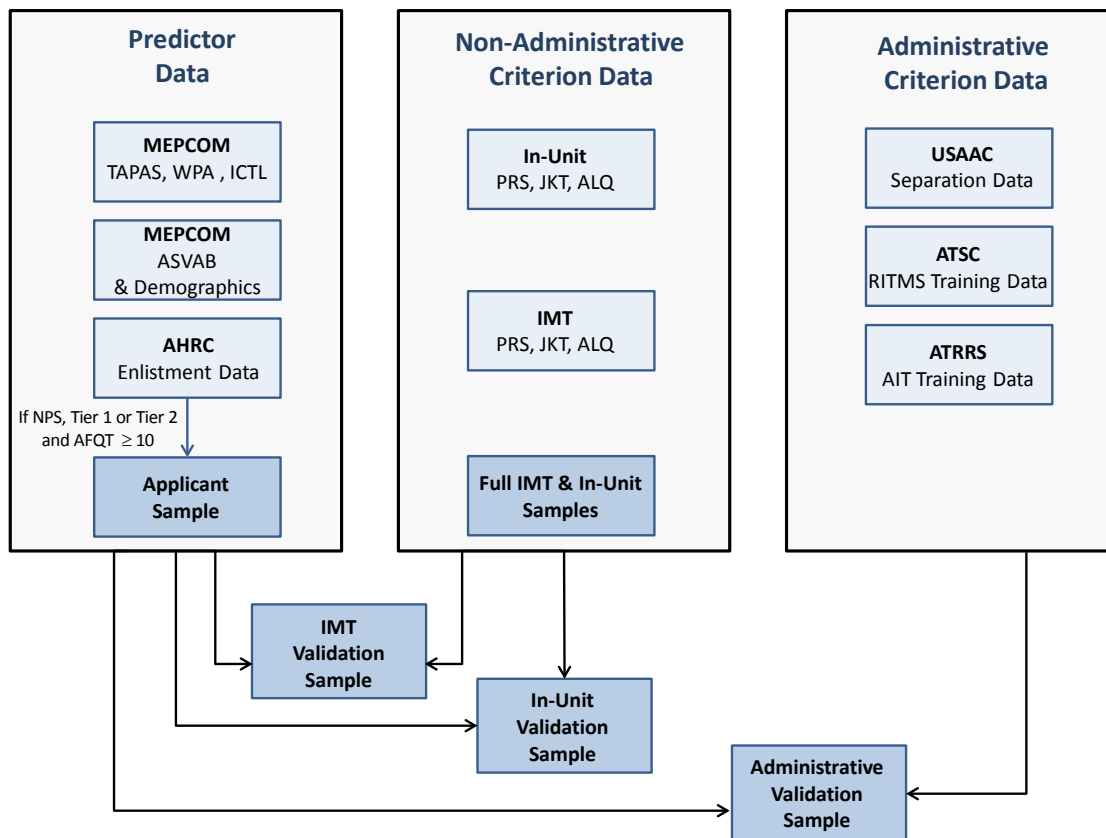 Predictor
Data
MEPCOM
TAPAS, WPA , ICTL
MEPCOM
ASVAB
& Demographics
AHRC
Enlistment Data
If NPS, Tier 1 or Tier 2
and AFQT ≥ 10
Applicant
Sample
Non-Administrative
Criterion Data
In-Unit
PRS, JKT, ALQ
IMT
PRS, JKT, ALQ
Full IMT & In-Unit
Samples
Administrative
Criterion Data
USAAC
Separation Data
ATSC
RITMS Training Data
ATRRS
AIT Training Data
IMT
Validation
Sample
In-Unit
Validation
Sample
Administrative
Validation
Sample